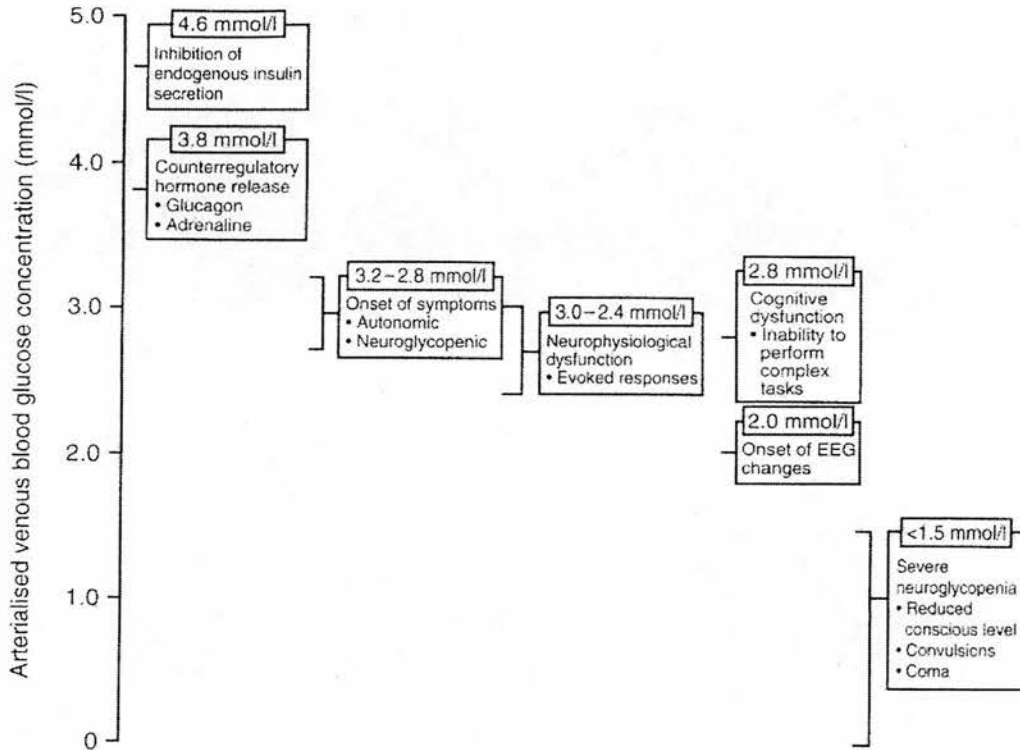 Arterialised venous blood glucose concentration (mmol/l)
5.0
4.0
3.0
2.0
1.0
0
4.6 mmol/l
Inhibition of
endogenous insulin
secretion
3.8 mmol/l
Counterregulatory
hormone release
• Glucagon
• Adrenaline
3.2–2.8 mmol/l
Onset of symptoms
• Autonomic
• Neuroglycopenic
3.0–2.4 mmol/l
Neurophysiological
dysfunction
• Evoked responses
2.8 mmol/l
Cognitive
dysfunction
• Inability to
perform
complex
tasks
2.0 mmol/l
Onset of EEG
changes
<1.5 mmol/l
Severe
neuroglycopenia
• Reduced
conscious level
• Convulsions
• Coma